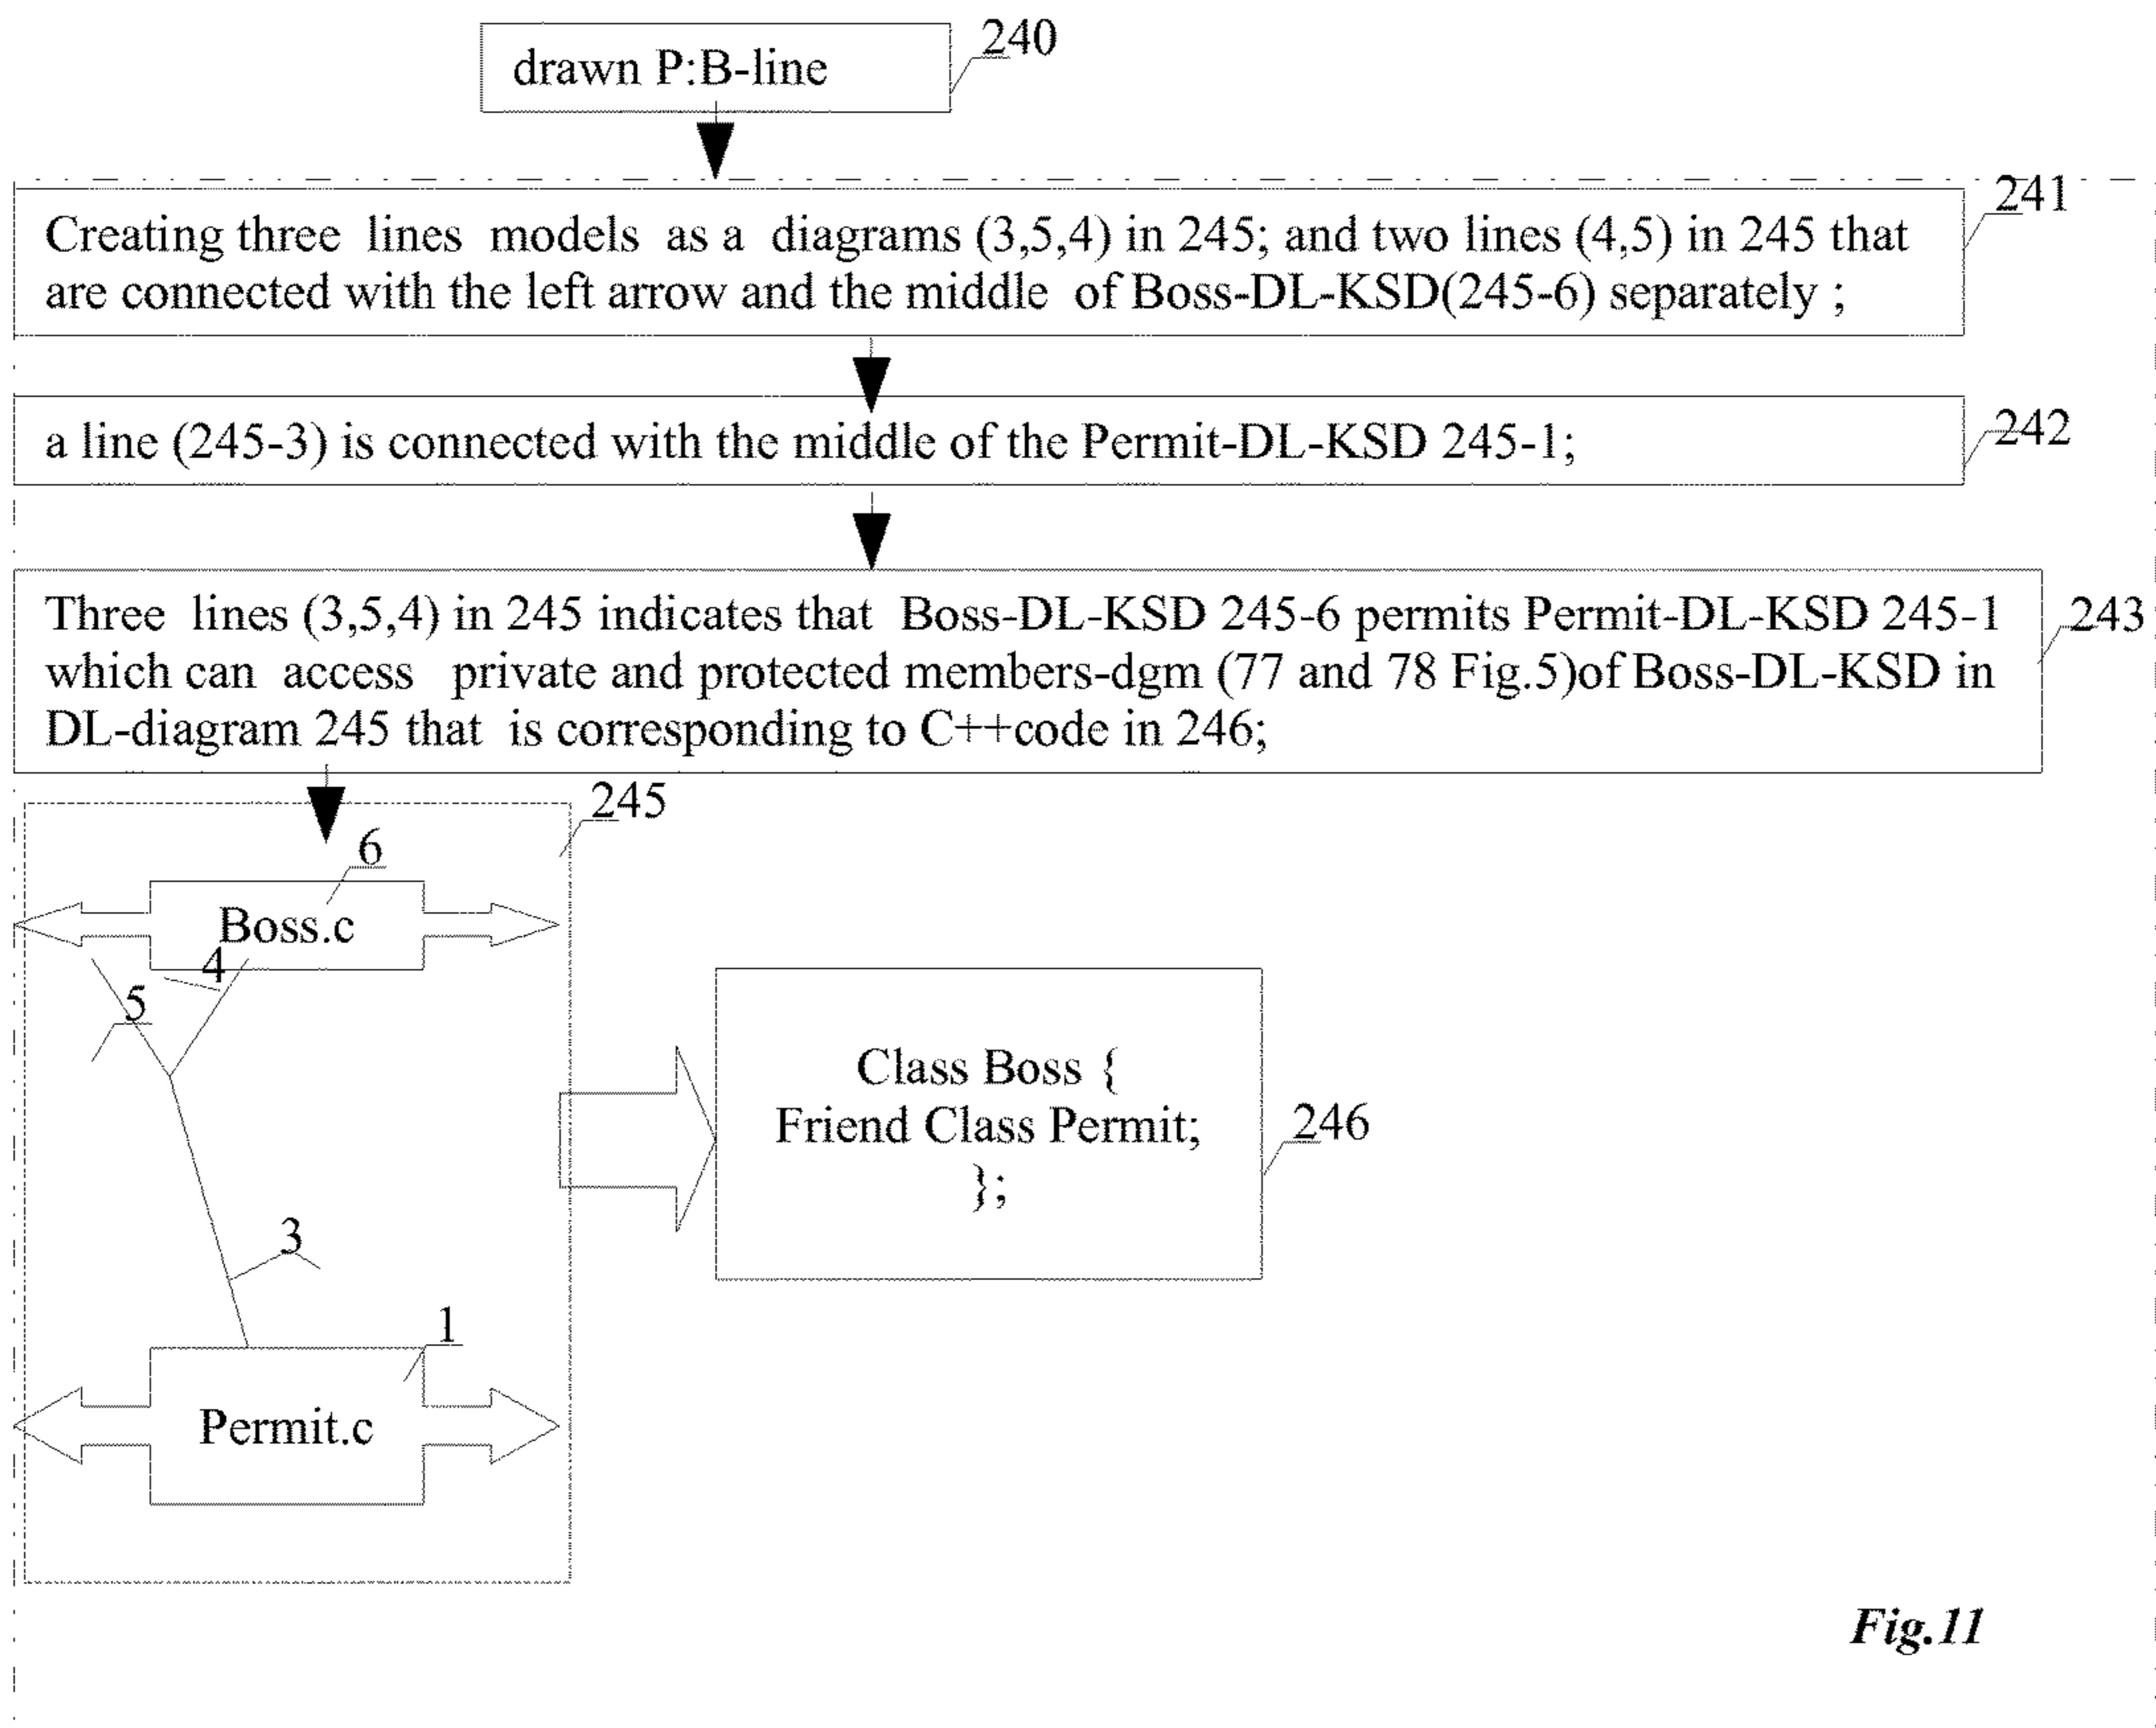 drawn P:B-line
240
241
Creating three lines models as a diagrams (3,5,4) in 245; and two lines (4,5) in 245 that
are connected with the left arrow and the middle of Boss-DL-KSD(245-6) separately ;
a line (245-3) is connected with the middle of the Permit-DL-KSD 245-1;
242
Three lines (3,5,4) in 245 indicates that Boss-DL-KSD 245-6 permits Permit-DL-KSD 245-1
which can access private and protected members-dgm (77 and 78 Fig.5)of Boss-DL-KSD in
DL-diagram 245 that is corresponding to C++code in 246;
243
245
6
Boss.c
4
5
3
1
Permit.c
Class Boss {
Friend Class Permit;
};
246
Fig.11